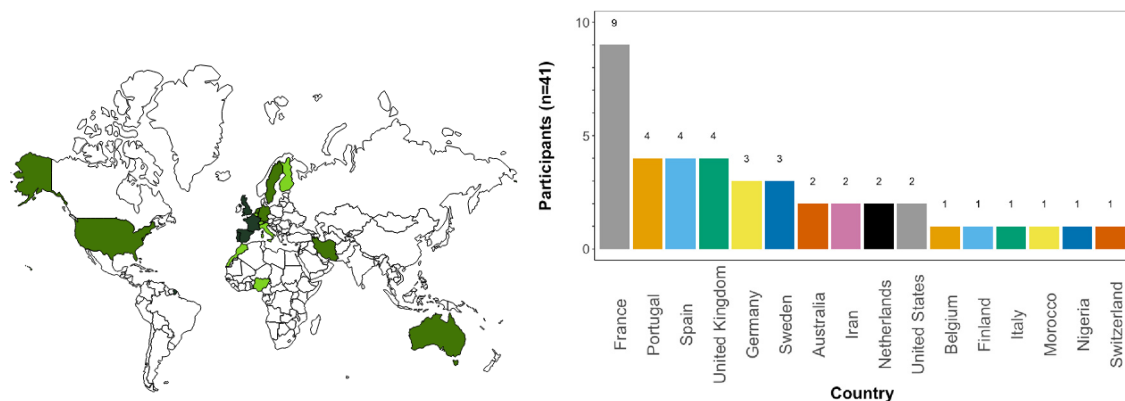 Participants (n=41)
10
5
0
9
4
4
4
3
3
2
2
2
2
1
1
1
1
1
1
France
Portugal
Spain
United Kingdom
Germany
Sweden
Australia
Iran
Netherlands
United States
Belgium
Finland
Italy
Morocco
Nigeria
Switzerland
Country